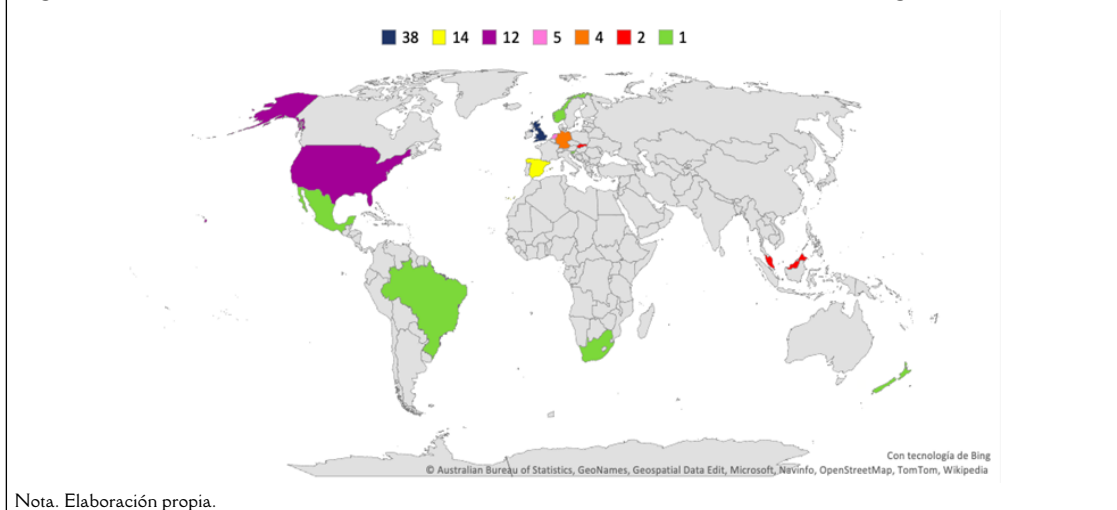 38 14 12 5 4 2 1
Con tecnología de Bing
© Australian Bureau of Statistics, GeoNames, Geospatial Data Edit, Microsoft, Navinfo, OpenStreetMap, TomTom, Wikipedia
Nota. Elaboración propia.